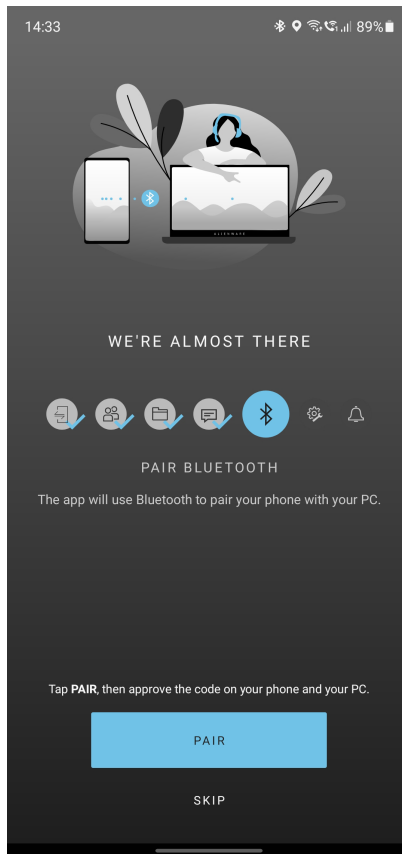 14:33
89%
ALIENWARE
WE'RE ALMOST THERE
PAIR BLUETOOTH
The app will use Bluetooth to pair your phone with your PC.
Tap PAIR, then approve the code on your phone and your PC.
PAIR
SKIP